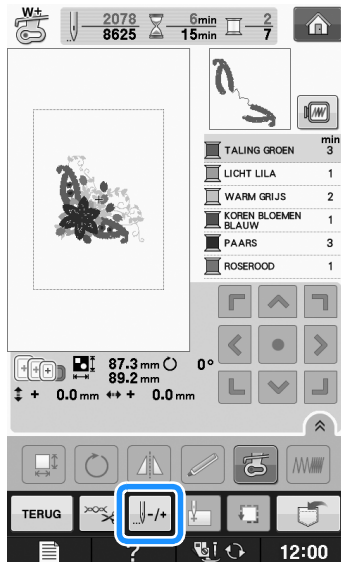 W+
2078 6min 2
8625 15min 7
min
TALING GROEN 3
LICHT LILA 1
WARM GRIJS 2
KOREN BLOEMEN
BLAUW 1
PAARS 3
ROSEROOD 1
87.3 mm 0°
89.2 mm
+ 0.0 mm + 0.0 mm
TERUG -/+
? 12:00